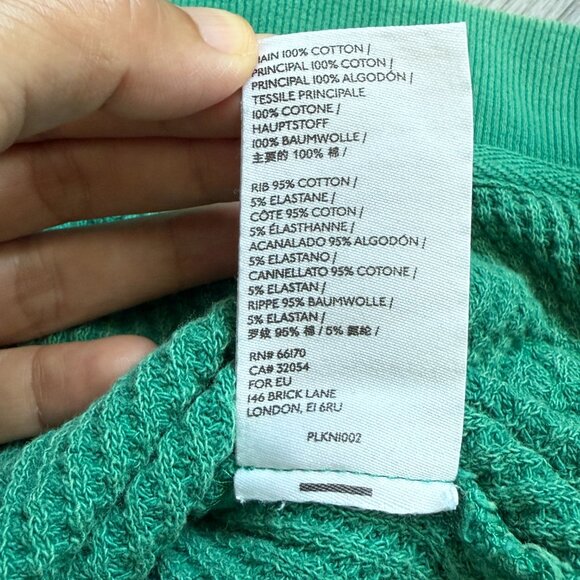 MAIN 100% COTTON /
PRINCIPAL 100% COTON /
PRINCIPAL 100% ALGODÓN /
TESSILE PRINCIPALE
100% COTONE /
HAUPTSTOFF
100% BAUMWOLLE /
主要的 100% 棉 /
RIB 95% COTTON /
5% ELASTANE /
CÔTE 95% COTON /
5% ÉLASTHANNE /
ACANALADO 95% ALGODÓN /
5% ELASTANO /
CANNELLATO 95% COTONE /
5% ELASTAN /
RIPPE 95% BAUMWOLLE /
5% ELASTAN /
罗纹 95% 棉 / 5% 氨纶 /
RN# 66170
CA# 32054
FOR EU
146 BRICK LANE
LONDON, E1 6RU
PLKNI002